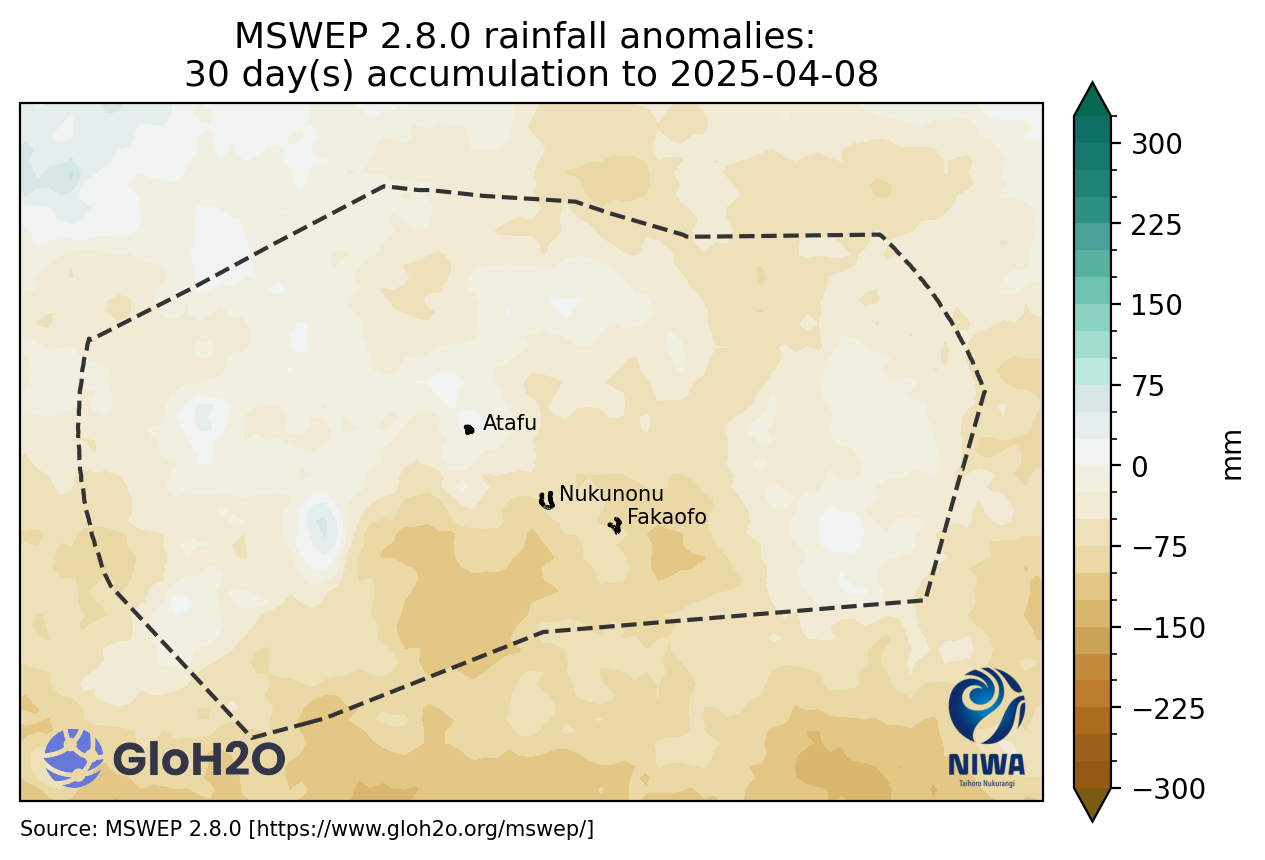 MSWEP 2.8.0 rainfall anomalies:
30 day(s) accumulation to 2025-04-08
300
225
150
75
0
−75
−150
−225
−300
mm
Atafu
Nukunonu
Fakaofo
GloH2O
NIWA
Taihoro Nukurangi
Source: MSWEP 2.8.0 [https://www.gloh2o.org/mswep/]